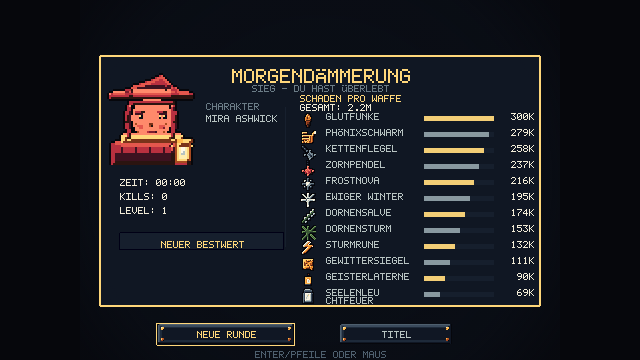 MORGENDÄMMERUNG
SIEG - DU HAST ÜBERLEBT
CHARAKTER
MIRA ASHWICK
ZEIT: 00:00
KILLS: 0
LEVEL: 1
NEUER BESTWERT
SCHADEN PRO WAFFE
GESAMT: 2.2M
GLUTFUNKE 300K
PHÖNIXSCHWARM 279K
KETTENFLEGEL 258K
ZORNPENDEL 237K
FROSTNOVA 216K
EWIGER WINTER 195K
DORNENSALVE 174K
DORNENSTURM 153K
STURMRUNE 132K
GEWITTERSIEGEL 111K
GEISTERLATERNE 90K
SEELENLEU 69K
CHTFEUER
NEUE RUNDE
TITEL
ENTER/PFEILE ODER MAUS